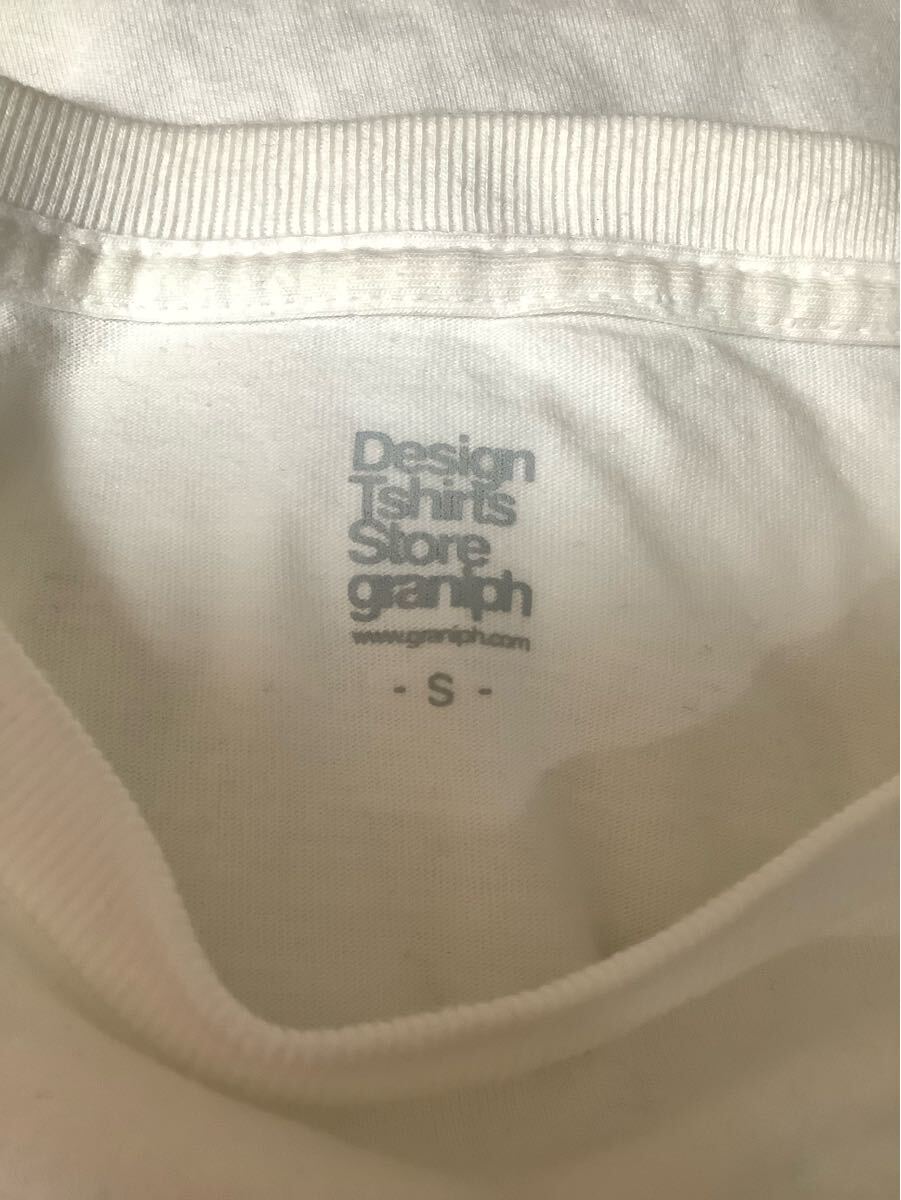 Design
Tshirts
Store
graniph
www.graniph.com
- S -